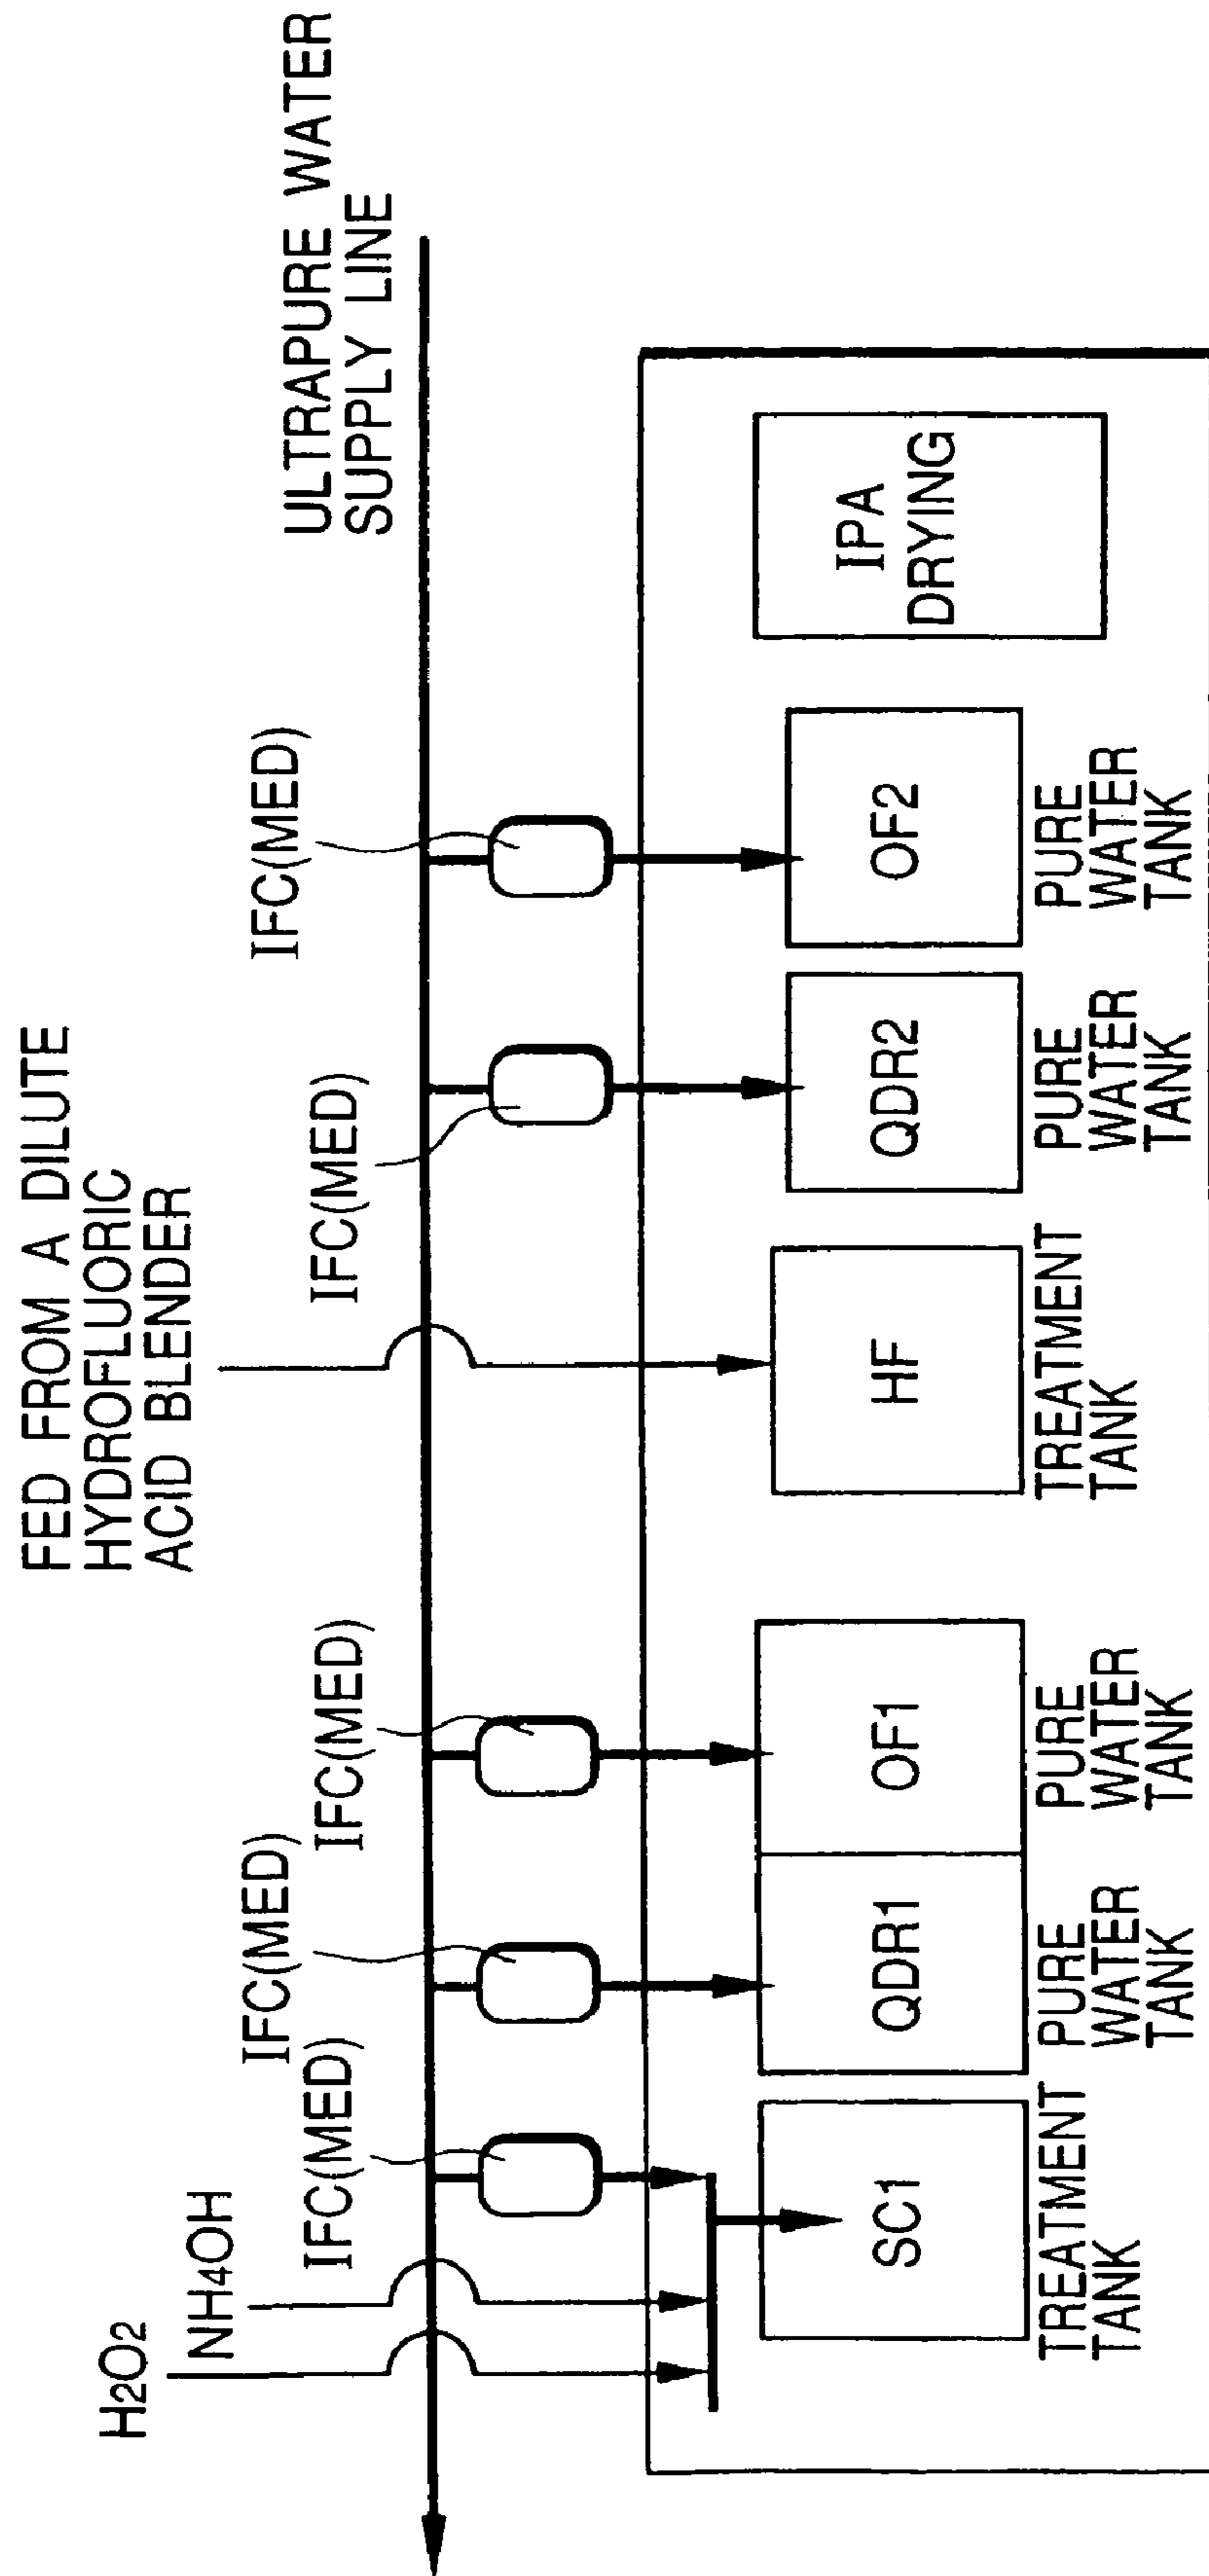 FED FROM A DILUTE
HYDROFLUORIC
ACID BLENDER
ULTRAPURE WATER
SUPPLY LINE
H2O2
NH4OH
IFC(MED)
IFC(MED)
IFC(MED)
IFC(MED)
IFC(MED)
SC1
QDR1
OF1
HF
QDR2
OF2
IPA
DRYING
TREATMENT
TANK
PURE
WATER
TANK
PURE
WATER
TANK
TREATMENT
TANK
PURE
WATER
TANK
PURE
WATER
TANK